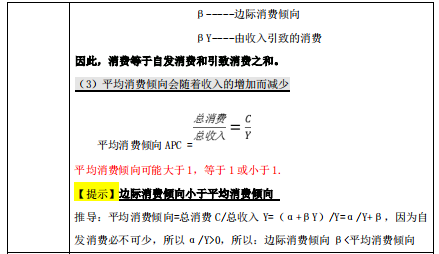 β-----边际消费倾向
βY----由收入引致的消费
因此，消费等于自发消费和引致消费之和。
（3）平均消费倾向会随着收入的增加而减少
平均消费倾向 APC =总消费/总收入=C/Y
平均消费倾向可能大于 1，等于 1 或小于 1.
【提示】边际消费倾向小于平均消费倾向
推导：平均消费倾向=总消费 C/总收入 Y=（α+βY）/Y=α/Y+β，因为自
发消费必不可少，所以α/Y>0，所以：边际消费倾向 β<平均消费倾向